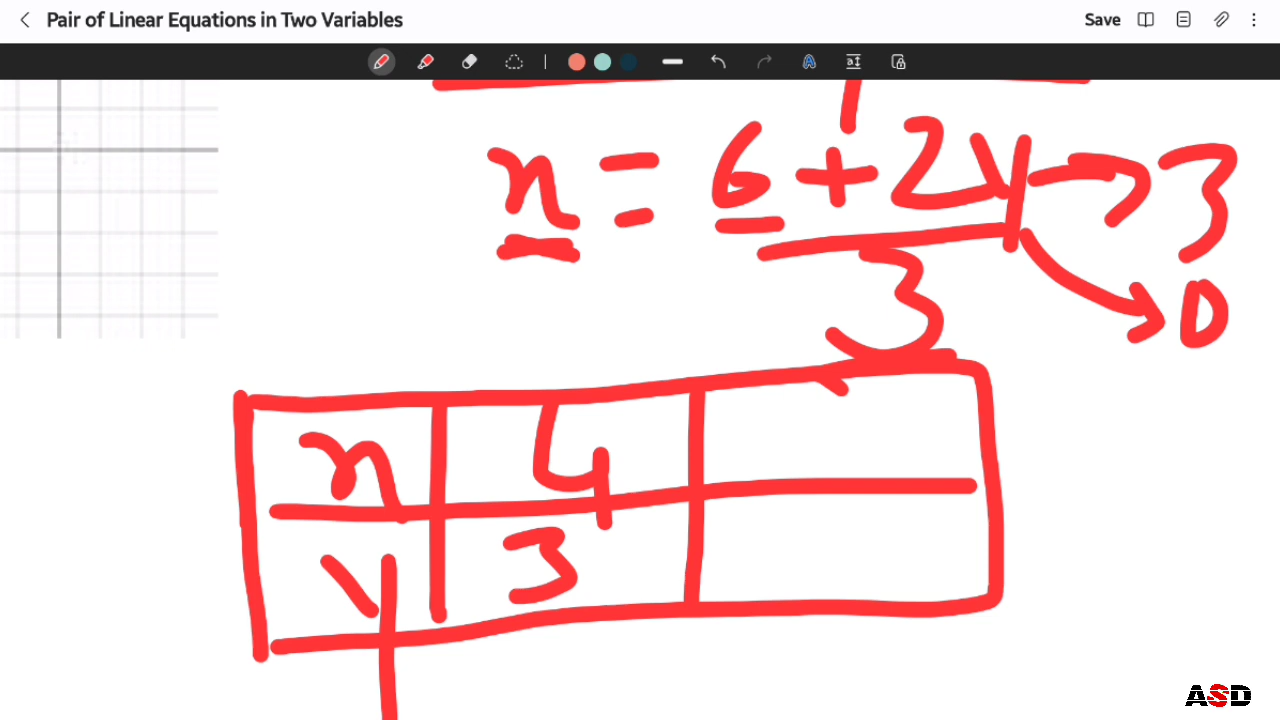 Pair of Linear Equations in Two Variables
Save
A
n = 6 + 2y → 3
3
→ 0
n 4
y 3
ASD